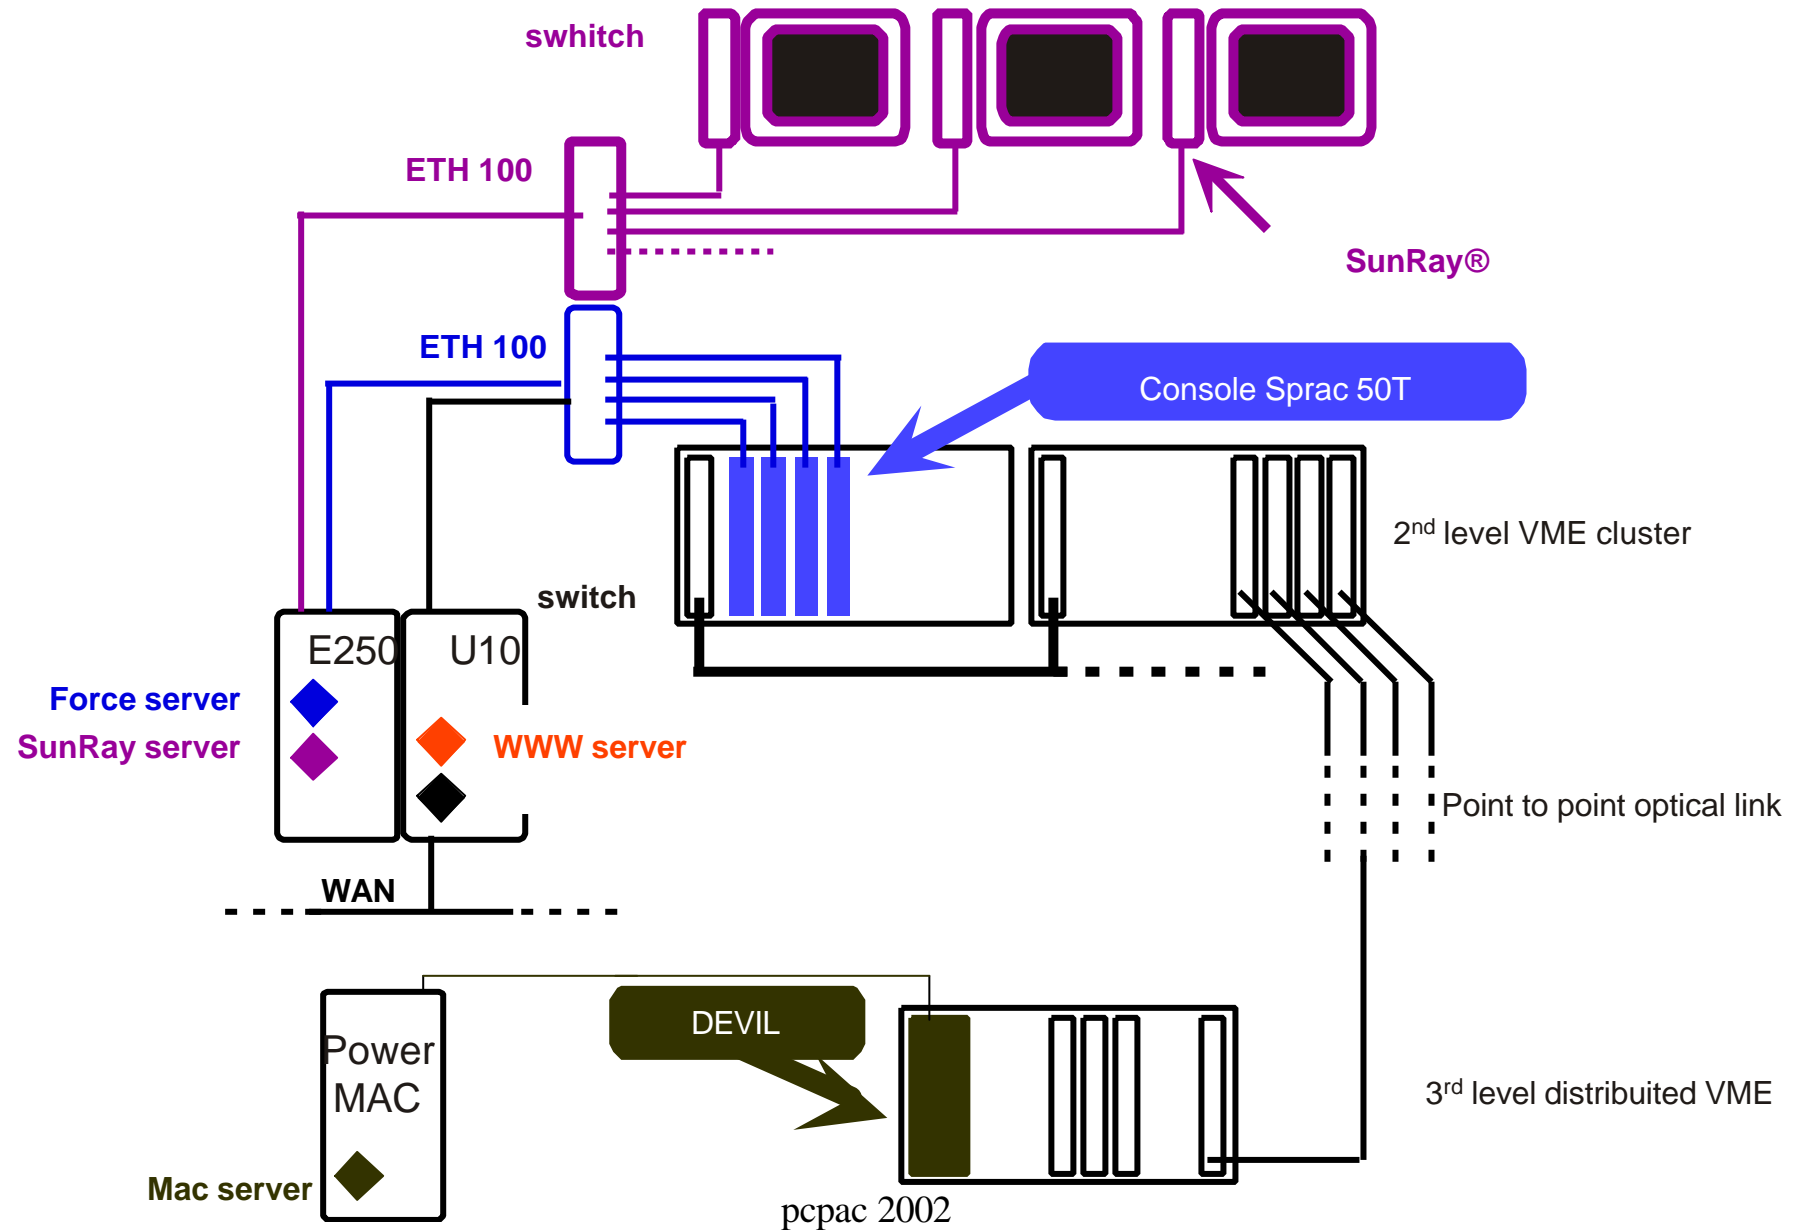 swhitch
ETH 100
SunRay®
ETH 100
Console Sprac 50T
2nd level VME cluster
switch
E250
U10
Force server
SunRay server
WWW server
Point to point optical link
WAN
DEVIL
Power
MAC
3rd level distribuited VME
Mac server
pcpac 2002